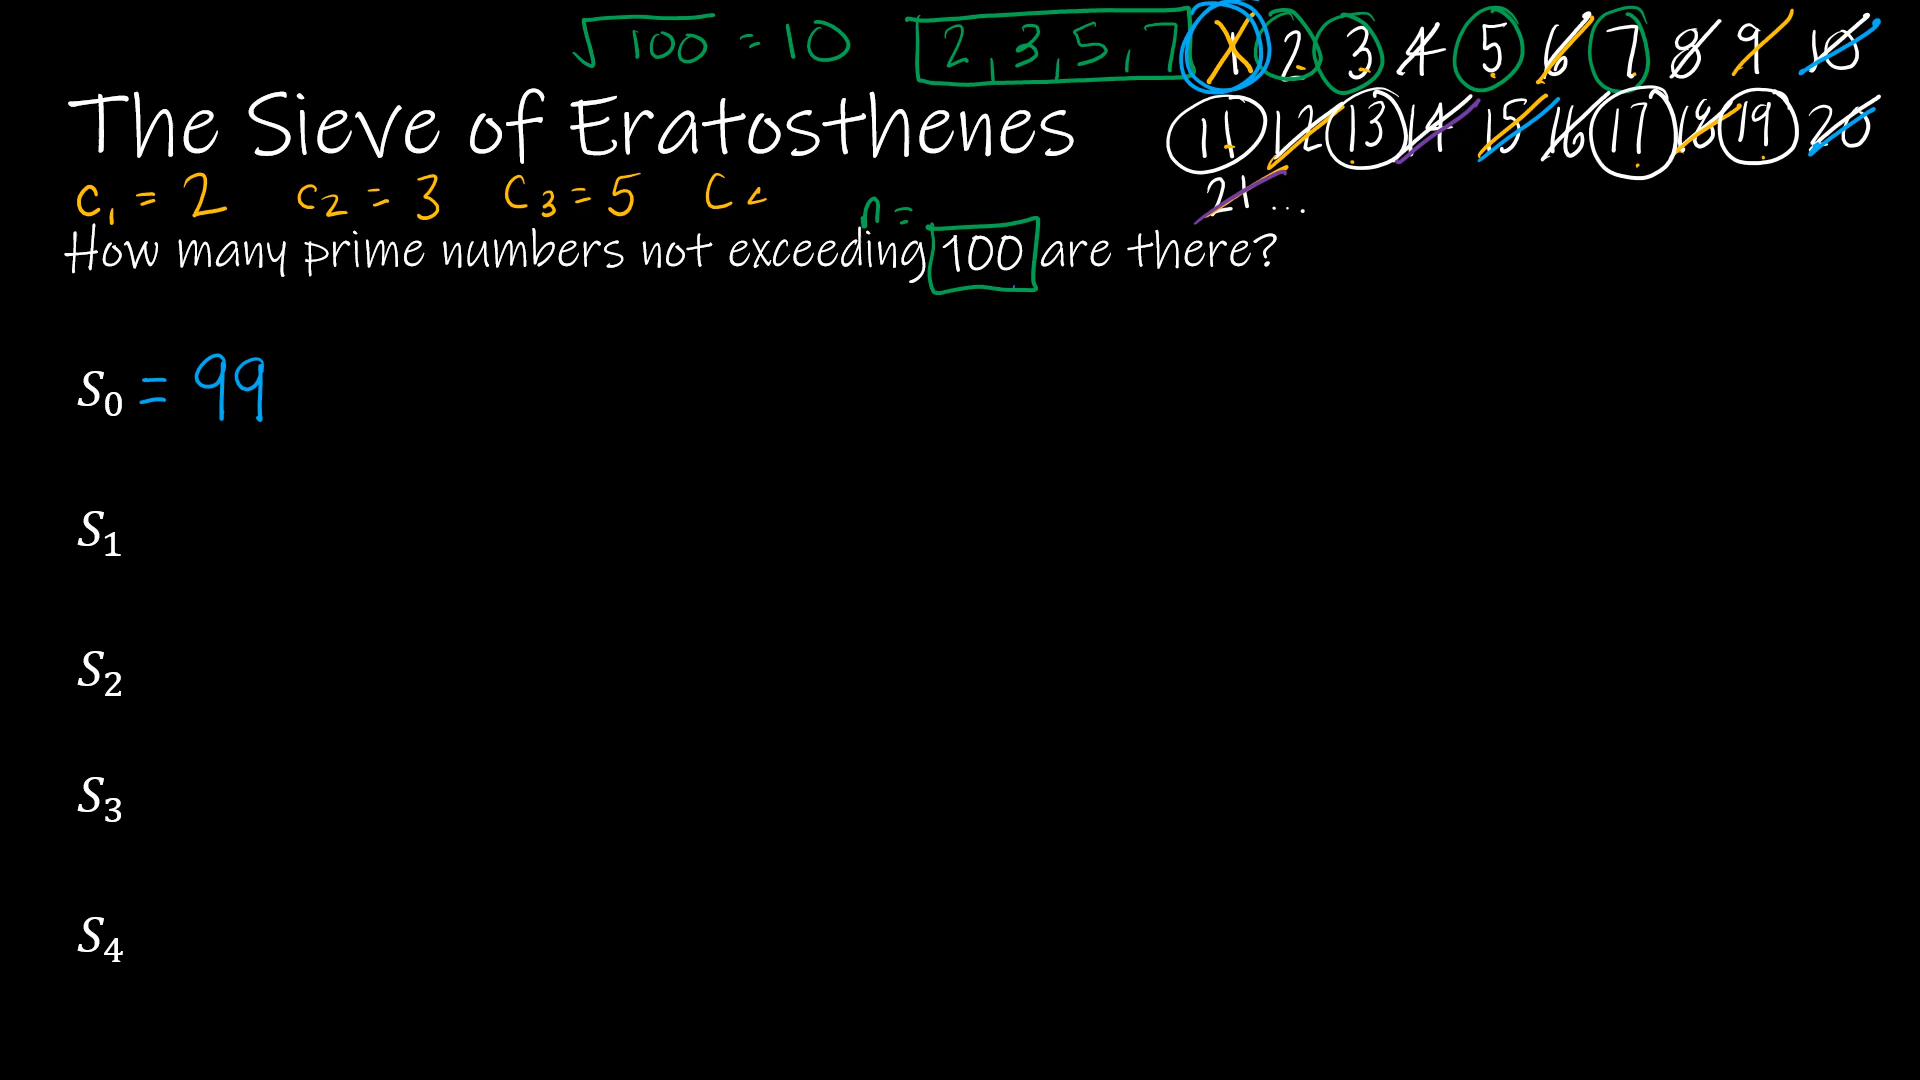 √100 = 10 2, 3, 5, 7 1 2 3 4 5 6 7 8 9 10
The Sieve of Eratosthenes 11 12 13 14 15 16 17 18 19 20
c₁ = 2 c₂ = 3 c₃ = 5 c 21 ...
n =
How many prime numbers not exceeding 100 are there?
S₀ = 99
S₁
S₂
S₃
S₄